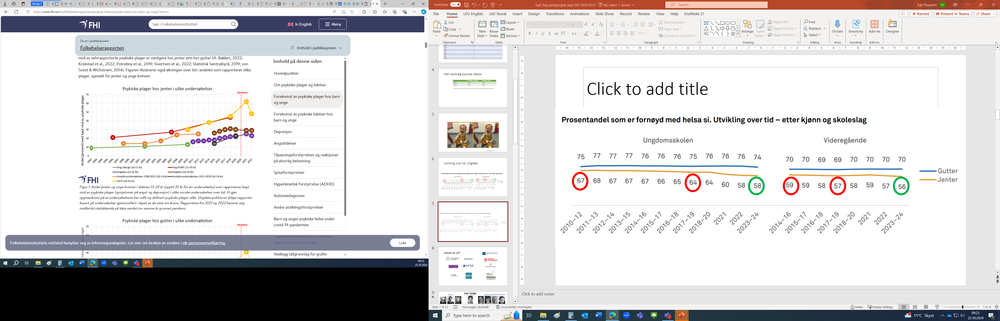 Group 1
https://www.fhi.no/he/folkehelserapporten/psykisk-helse/psykisk-helse-hos-barn-og-unge/?term=
FHI
Søk i Folkehelseinstituttet
In English
Meny
Du er i publikasjonen:
Folkehelserapporten
Innhold i publikasjonen
nivå av selvrapporterte psykiske plager er vanligere hos jenter enn hos gutter (A. Bakken, 2022;
Krokstad et al., 2022; Potrebny et al., 2019; Sivertsen et al., 2022; Statistisk Sentralbyrå, 2019; von
Soest & Wichstrøm, 2014). Figuren illustrerer også økningen over tid i andelen som rapporterer slike
plager, spesielt for jenter og unge kvinner.
Psykiske plager hos jenter i ulike undersøkelser
Pandemi
Andel (prosent) med høyt nivå av psykiske plager
70
60
50
40
30
20
10
0
1992 1993 1994 1995 1996 1997 1998 1999 2000 2001 2002 2003 2004 2005 2006 2007 2008 2009 2010 2011 2012 2013 2014 2015 2016 2017 2018 2019 2020 2021 2022
Ung i Norge (16-17 år)
Ung-HUNT (13-19 år)
Ungdata (13-16 år)
Ungdata (16-19 år)
Levekårsundersøkelsen 1998-2012 (16-24 år)
Levekårsundersøkelsen 2015-2019 (16-24 år)
SHoT (18-35 år)
FHI
Figur 1. Andel jenter og unge kvinner i alderen 13-24 år (opptil 35 år for én undersøkelse) som rapporterer høyt
nivå av psykiske plager (symptomer på angst og depresjon) i ulike norske undersøkelser over tid. Vi gjør
oppmerksom på at undersøkelsene har målt og definert psykiske plager ulikt. Ungdata publiserer årlige rapporter
basert på undersøkelser gjennomført i løpet av de siste tre årene. Rapportene fra 2021 og 2022 baserer seg
imidlertid utelukkende på data samlet inn samme år grunnet pandemi.
Psykiske plager hos gutter i ulike undersøkelser
Pandemi
70
60
40
Innhold på denne siden
Hovedpunkter
Om psykiske plager og lidelser
Forekomst av psykiske plager hos barn
og unge
Forekomst av psykiske lidelser hos
barn og unge
Depresjon
Angstlidelser
Tilpasningsforstyrrelser og reaksjoner
på alvorlig belastning
Spiseforstyrrelser
Hyperkinetisk forstyrrelse (ADHD)
Autismediagnoser
Andre utviklingsforstyrrelser
Barn og unges psykiske helse under
covid-19-pandemien
Legemiddelbehandling av psykiske
lidelser hos barn og unge
Vedlegg tallgrunnlag for grafer
Folkehelseinstituttets nettsted benytter seg av informasjonskapsler. Les mer om bruken av cookies i vår personvernerklæring.
Lukk
09:23
25.10.2024
AutoSave On
Egil, Fag pedagogisk dag UiO 2024.10.31
No Label • Saved
Search
Egil Nygaard
EN
File Home UiO English UiO Norsk Insert Design Transitions Animations Slide Show Record Review View Help EndNote 21
Record
Present in Teams
Share
Paste
Cut
Copy
Format Painter
Clipboard
New Slide
Reuse Slides
Layout
Reset
Section
Slides
18
Font
Text Direction
Align Text
Convert to SmartArt
Paragraph
Arrange
Quick Styles
Shape Fill
Shape Outline
Shape Effects
Drawing
Find
Replace
Select
Editing
Dictate
Voice
Sensitivity
Sensitivity
Add-ins
Add-ins
Designer
4
Men samtidig psykiske lidelser
5
6
Utvikling over tid: Ungdata
7
8
Hvem er vi?
UNIVERSITY OF OSLO
Promenta
NTNU
NIFU
9
THE TEAM
Click to add title
Prosentandel som er fornøyd med helsa si. Utvikling over tid – etter kjønn og skoleslag
Ungdomsskolen
75 77 77 77 76 76 76 75 76 76 76 74
67 68 67 67 67 66 65 64 64 60 58 58
2010–12 2011–13 2012–14 2013–15 2014–16 2015–17 2016–18 2017–19 2018–20 2021 2022 2023–24
Videregående
70 70 69 69 70 70 70 70
59 59 58 57 58 59 57 56
2014–16 2015–17 2016–18 2017–19 2018–20 2021 2022 2023–24
Gutter
Jenter
Click to add notes
Slide 7 of 22
Norwegian (Bokmål)
Accessibility: Investigate
Notes
Display Settings
115 %
Type here to search
11°C Skyet
09:23
25.10.2024